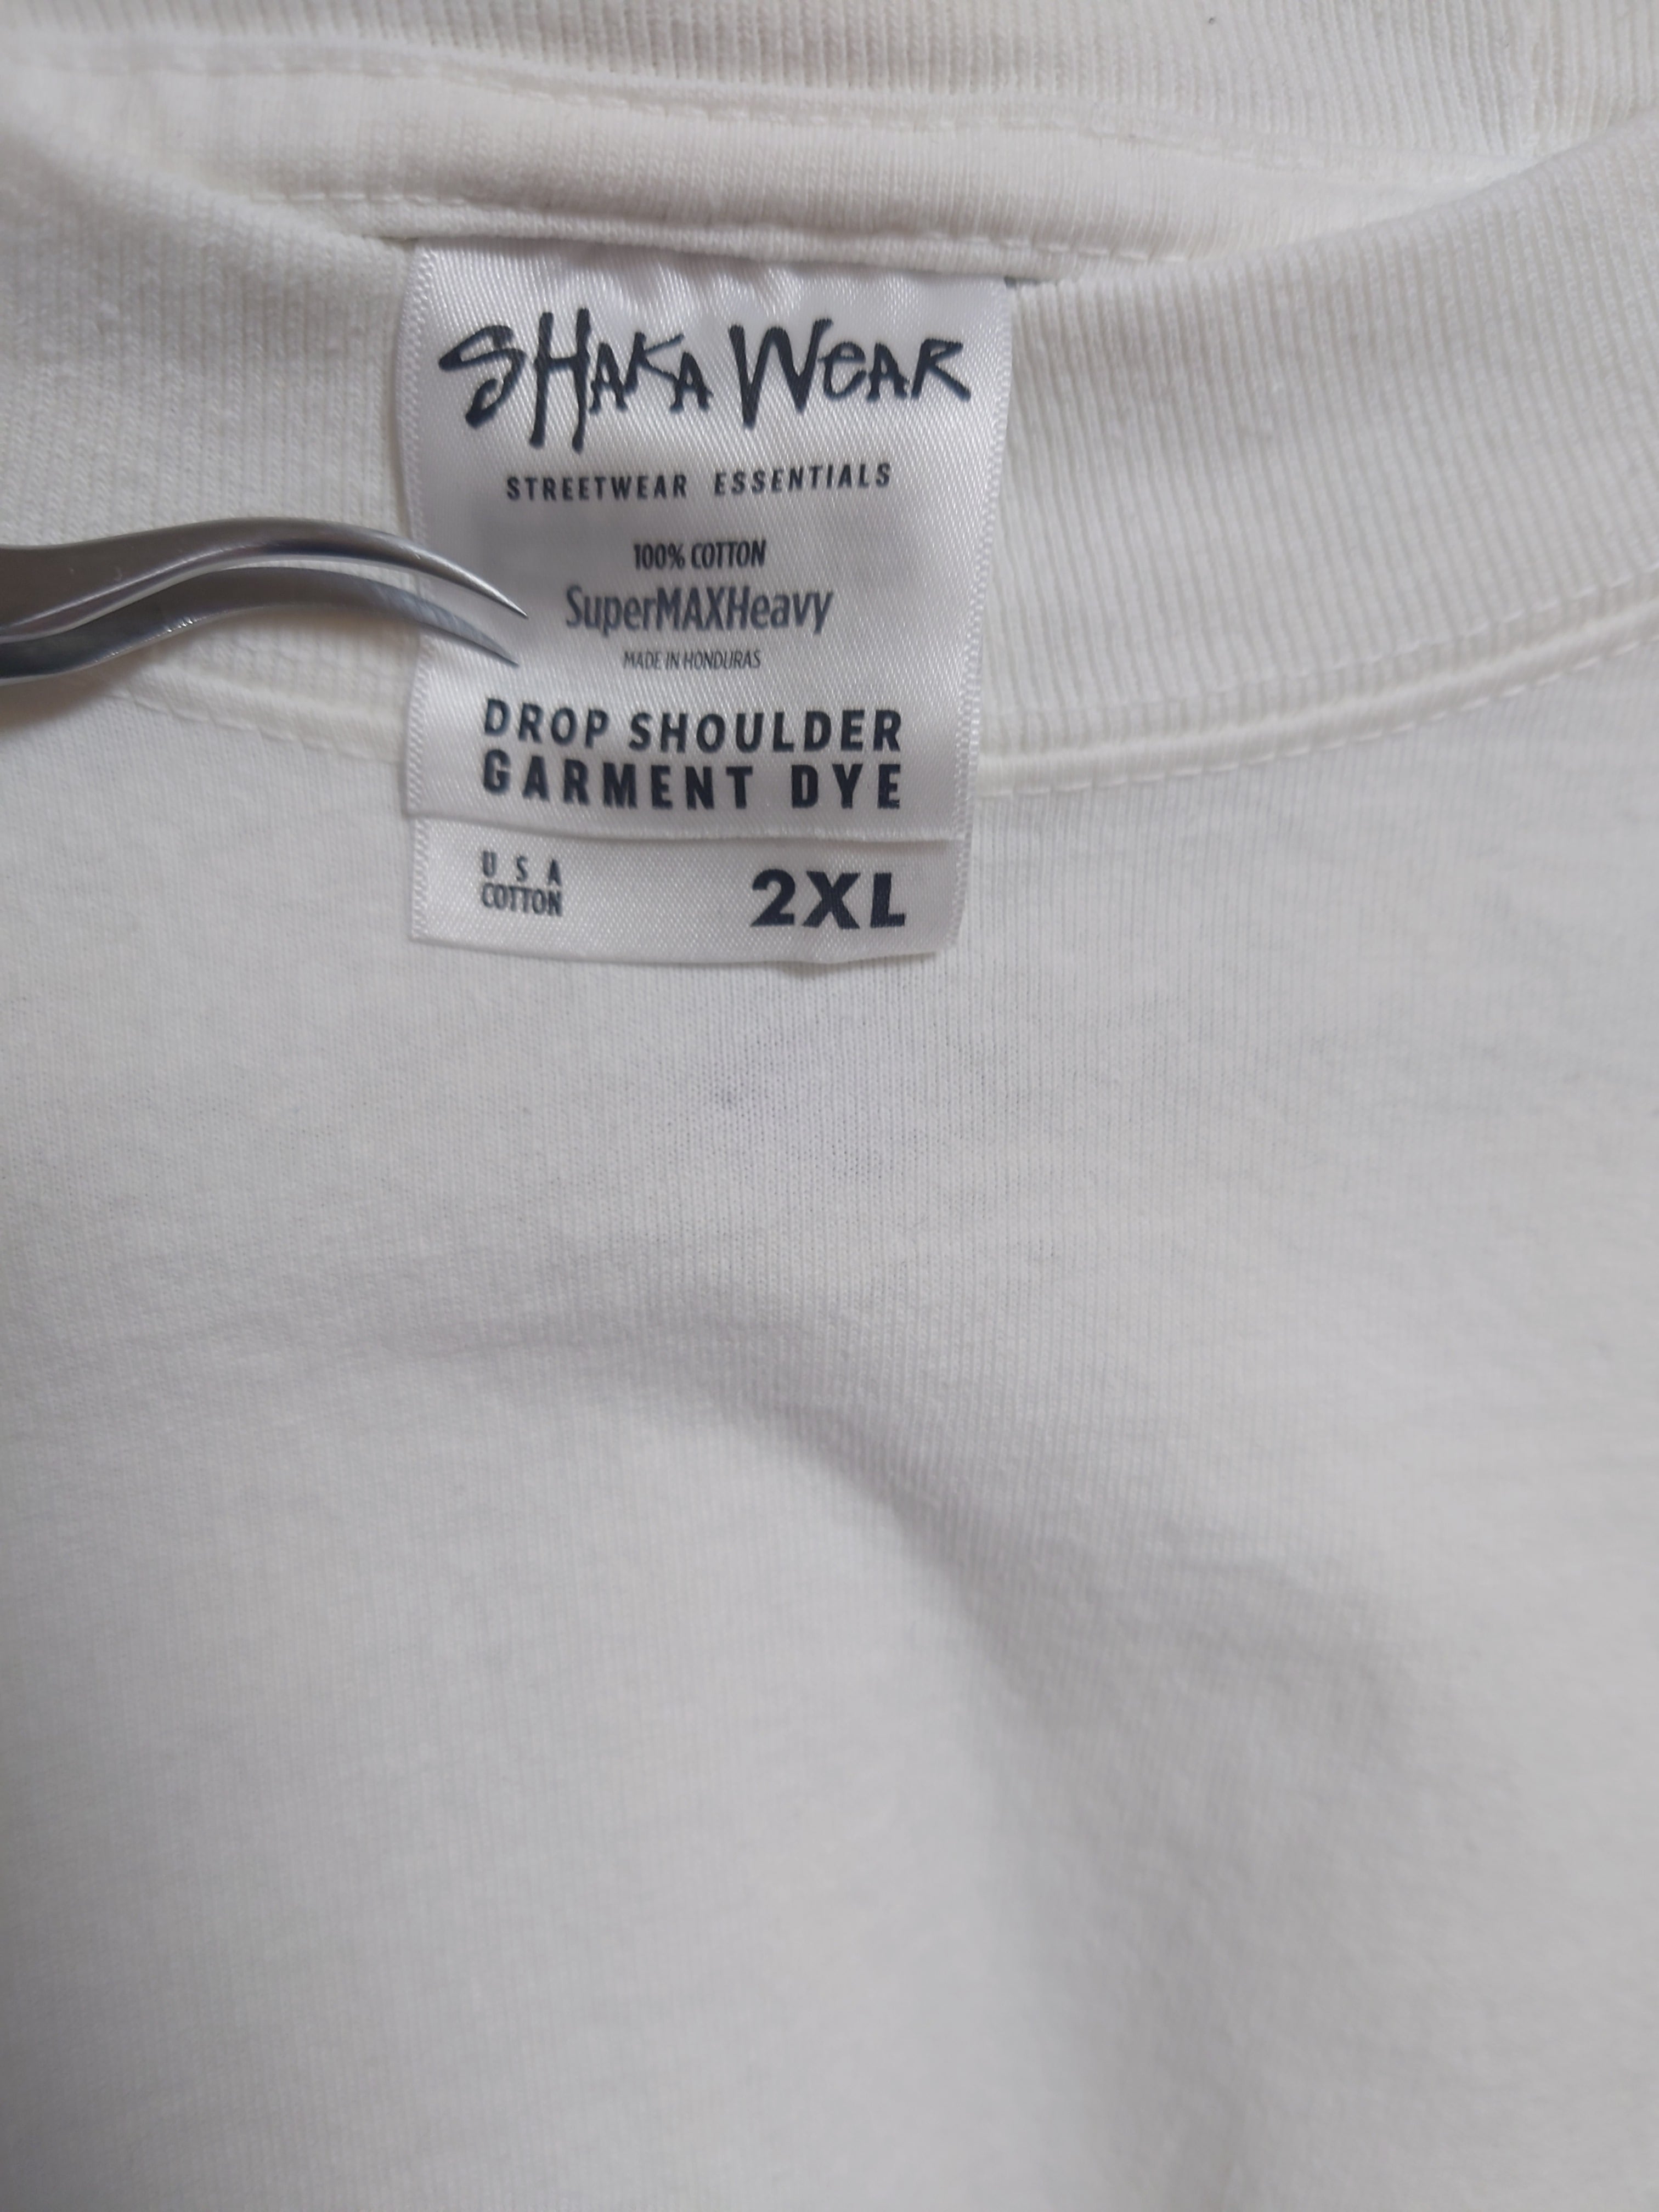 SHAKA WEAR
STREETWEAR ESSENTIALS
100% COTTON
SuperMAXHeavy
MADE IN HONDURAS
DROP SHOULDER
GARMENT DYE
USA
COTTON
2XL